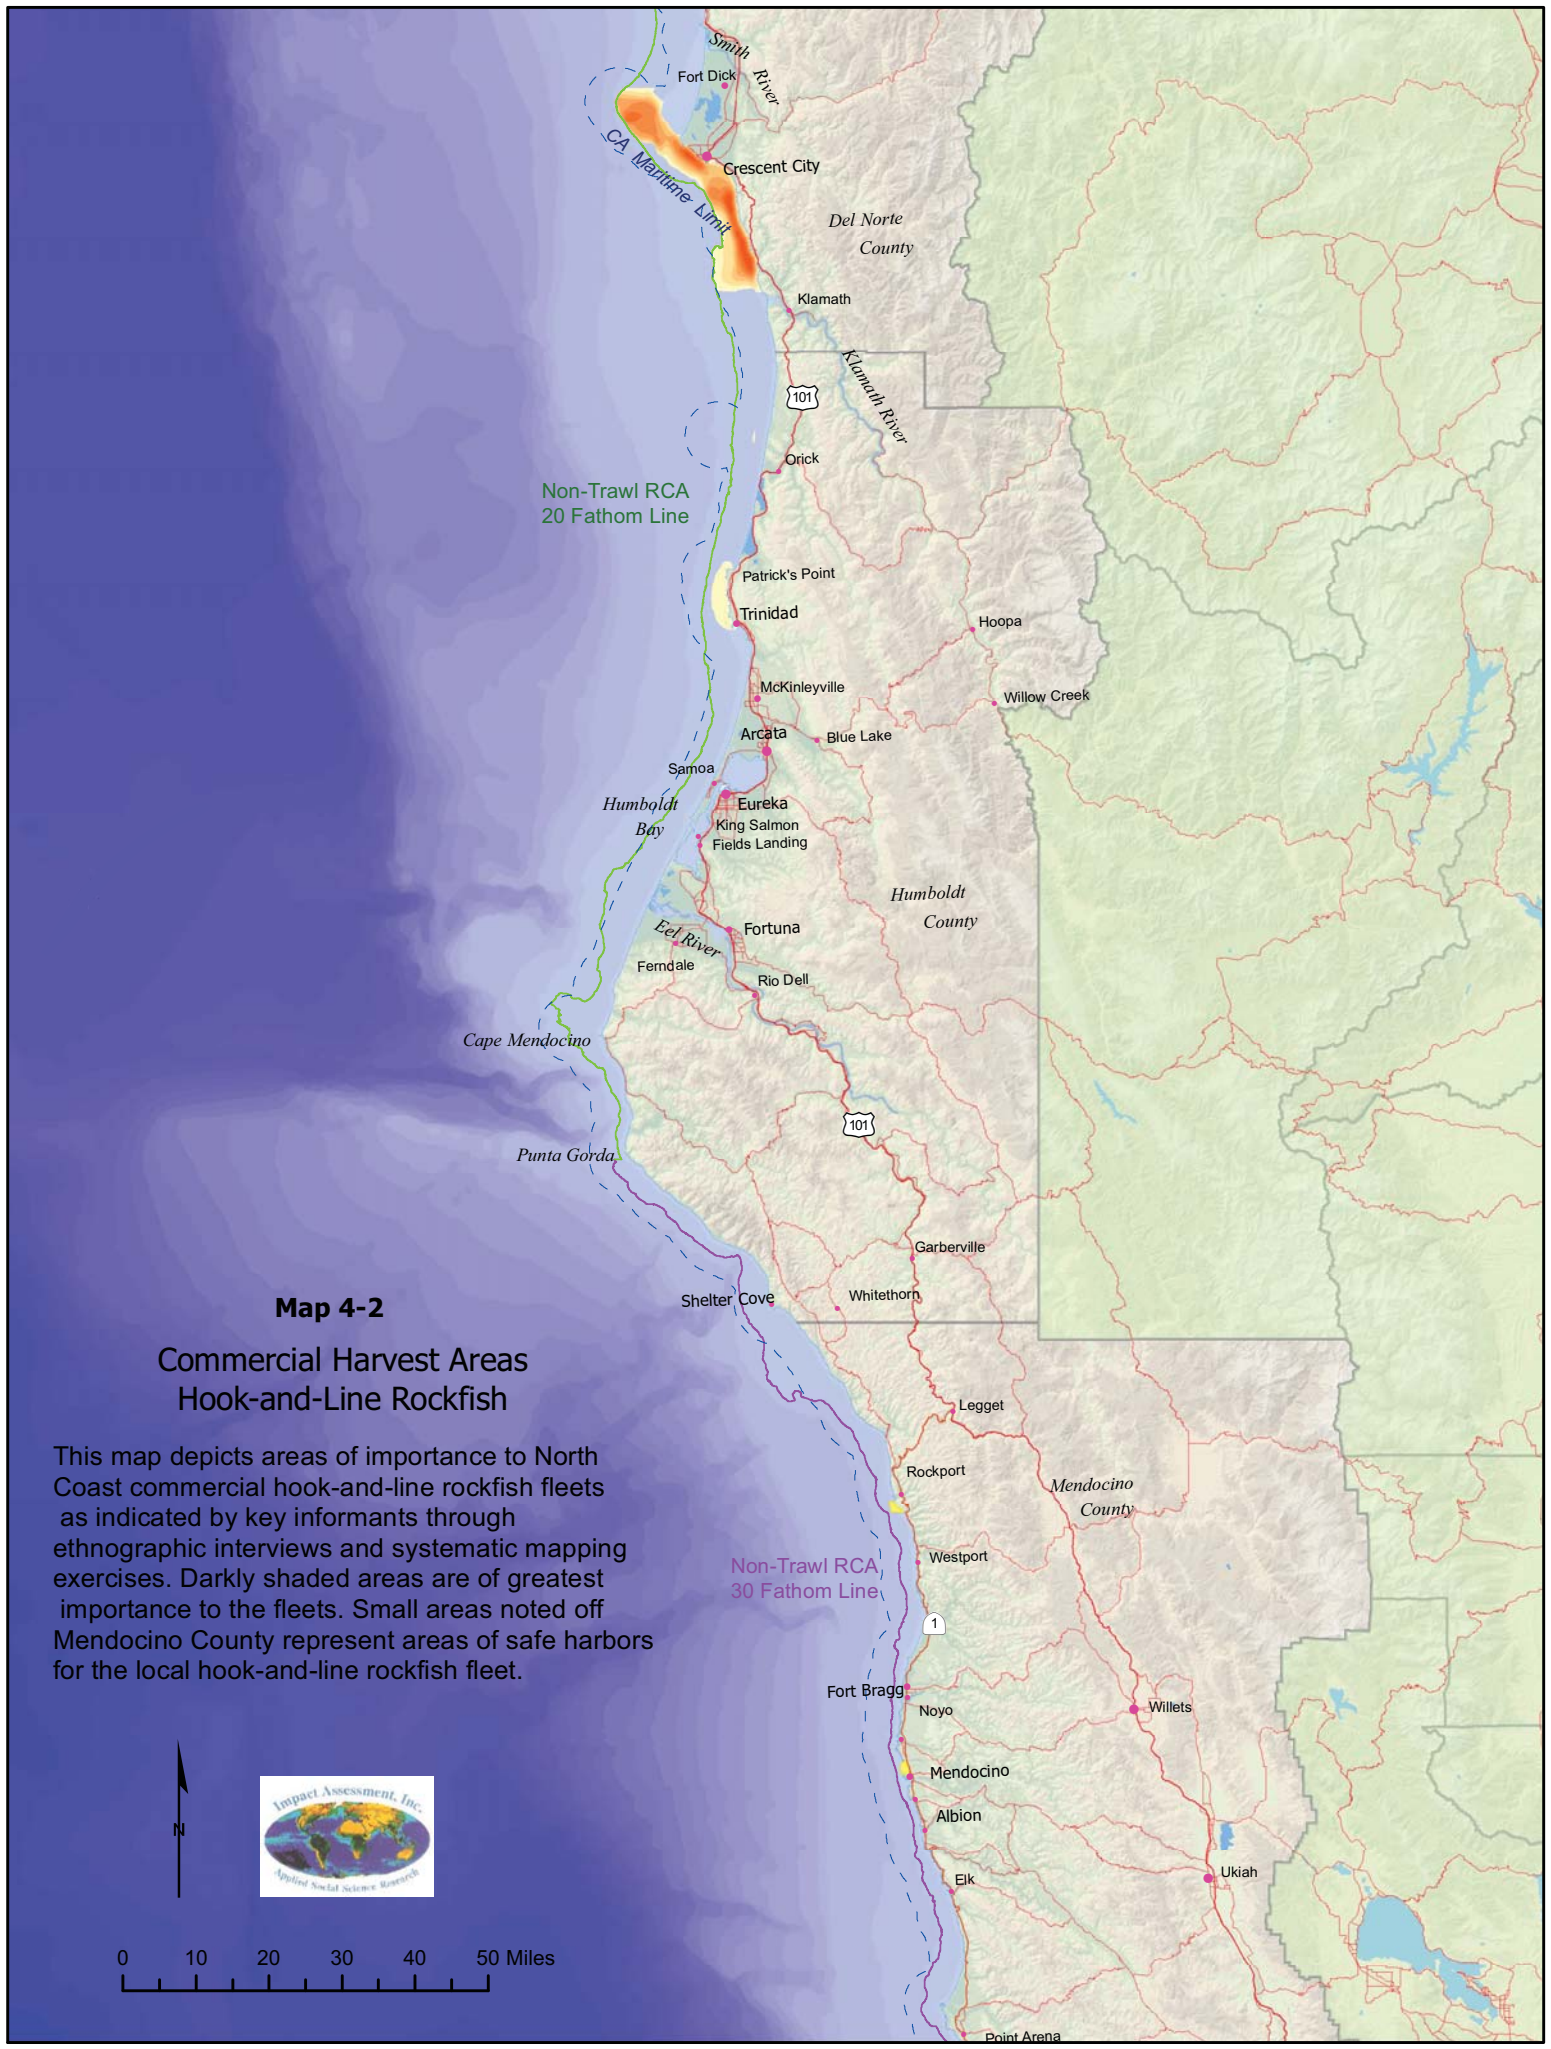 Smith
River
Fort Dick
CA Maritime Limit
Crescent City
Del Norte
County
Klamath
Klamath River
101
Orick
Non-Trawl RCA
20 Fathom Line
Patrick's Point
Trinidad
Hoopa
McKinleyville
Willow Creek
Arcata
Blue Lake
Samoa
Humboldt
Bay
Eureka
King Salmon
Fields Landing
Humboldt
County
Eel River
Fortuna
Ferndale
Rio Dell
Cape Mendocino
101
Punta Gorda
Garberville
Shelter Cove
Whitethorn
Map 4-2
Commercial Harvest Areas
Hook-and-Line Rockfish
This map depicts areas of importance to North
Coast commercial hook-and-line rockfish fleets
as indicated by key informants through
ethnographic interviews and systematic mapping
exercises. Darkly shaded areas are of greatest
importance to the fleets. Small areas noted off
Mendocino County represent areas of safe harbors
for the local hook-and-line rockfish fleet.
Legget
Rockport
Mendocino
County
Westport
Non-Trawl RCA
30 Fathom Line
1
Fort Bragg
Noyo
Willets
Mendocino
Albion
Ukiah
Elk
Point Arena
N
Impact Assessment, Inc.
Applied Social Science Research
0 10 20 30 40 50 Miles